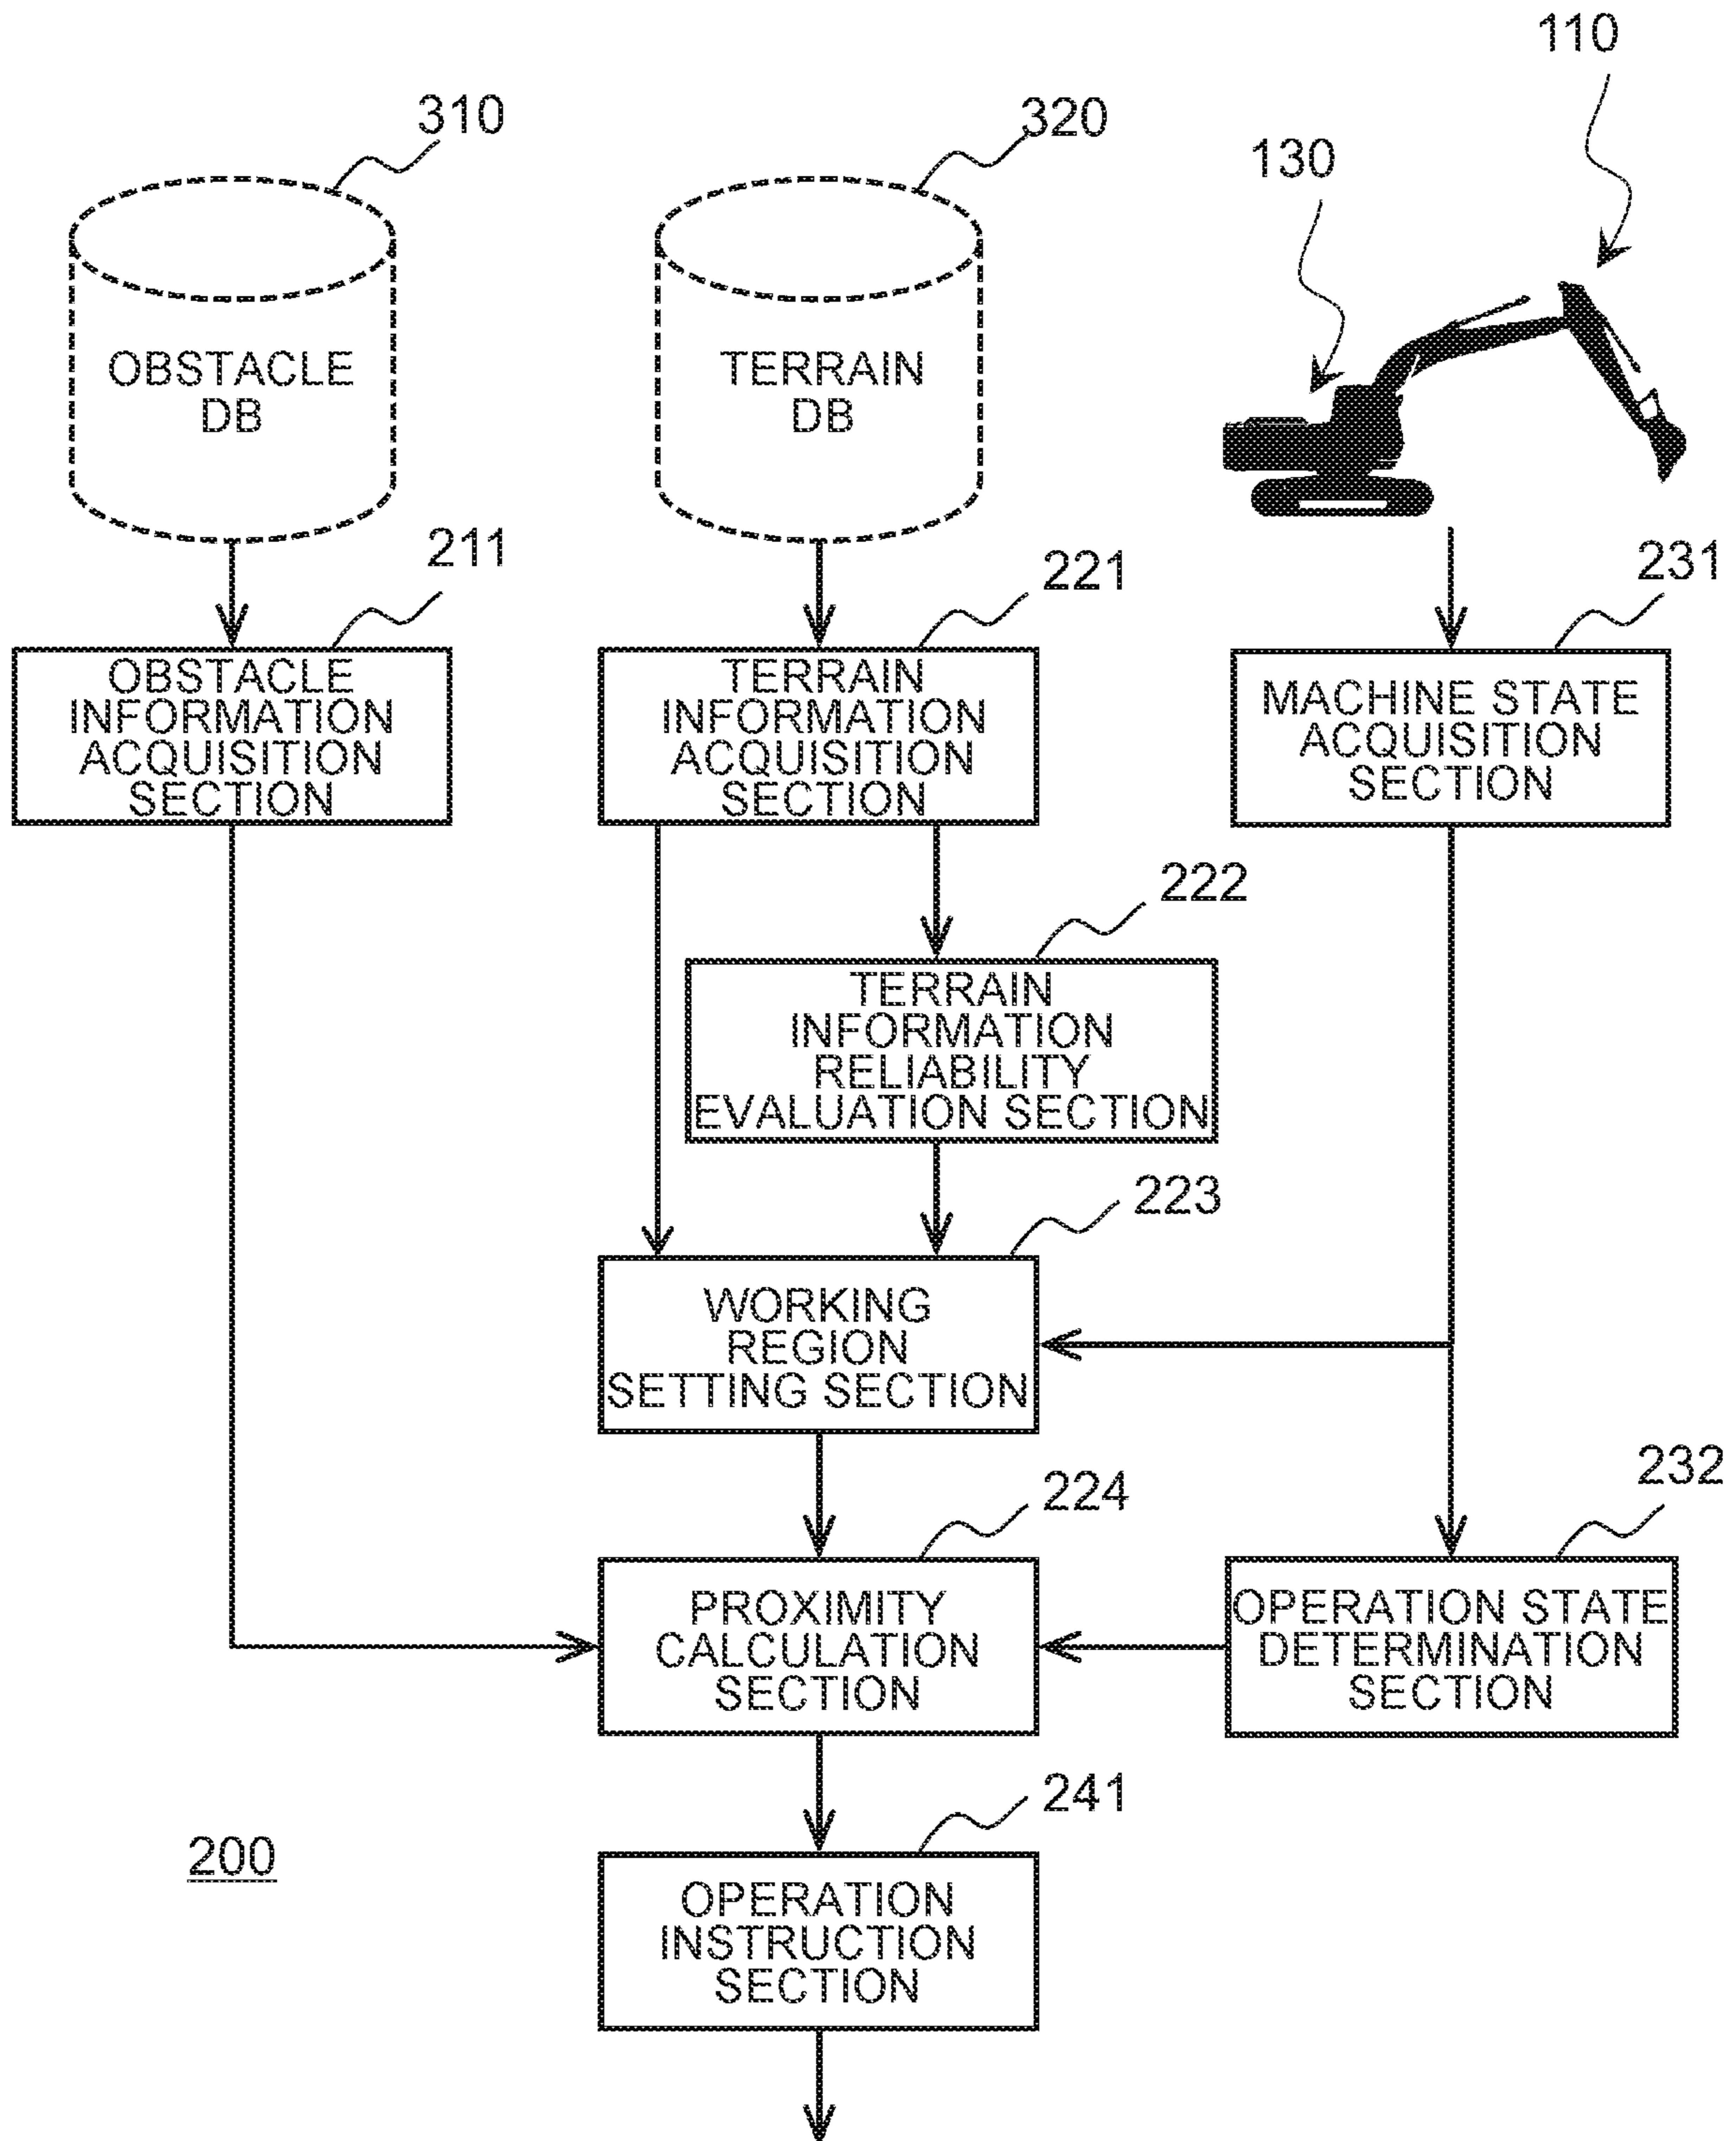 110
310
320
130
OBSTACLE
DB
TERRAIN
DB
211
221
231
OBSTACLE
INFORMATION
ACQUISITION
SECTION
TERRAIN
INFORMATION
ACQUISITION
SECTION
MACHINE STATE
ACQUISITION
SECTION
222
TERRAIN
INFORMATION
RELIABILITY
EVALUATION SECTION
223
WORKING
REGION
SETTING SECTION
224
232
PROXIMITY
CALCULATION
SECTION
OPERATION STATE
DETERMINATION
SECTION
241
200
OPERATION
INSTRUCTION
SECTION